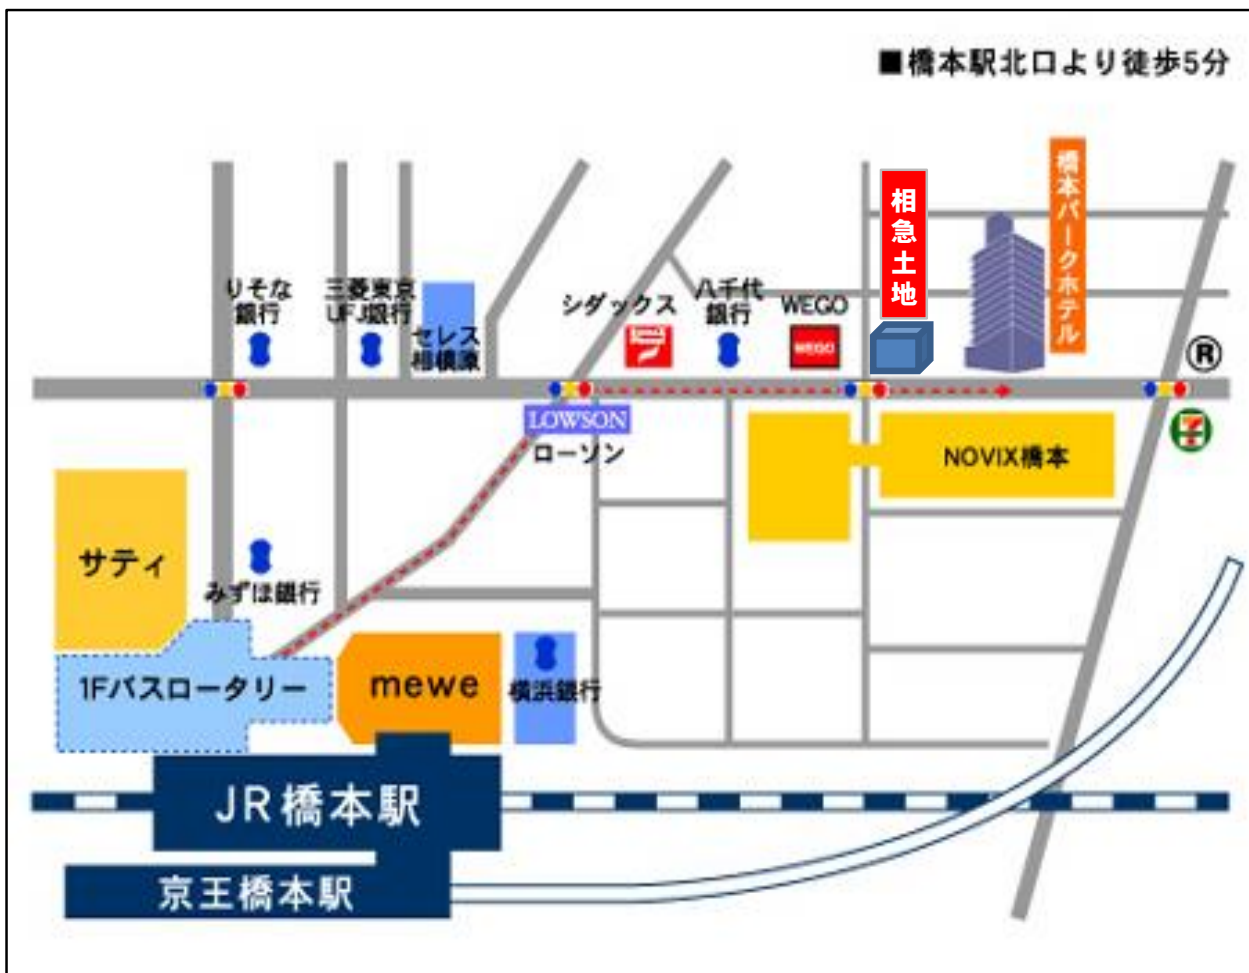 ■橋本駅北口より徒歩5分
橋本パークホテル
相急土地
りそな
銀行
三菱東京
UFJ銀行
セレス
相模原
シダックス
八千代
銀行
WEGO
WEGO
R
LOWSON
ローソン
7
NOVIX橋本
サティ
みずほ銀行
1Fバスロータリー
mewe
横浜銀行
JR橋本駅
京王橋本駅